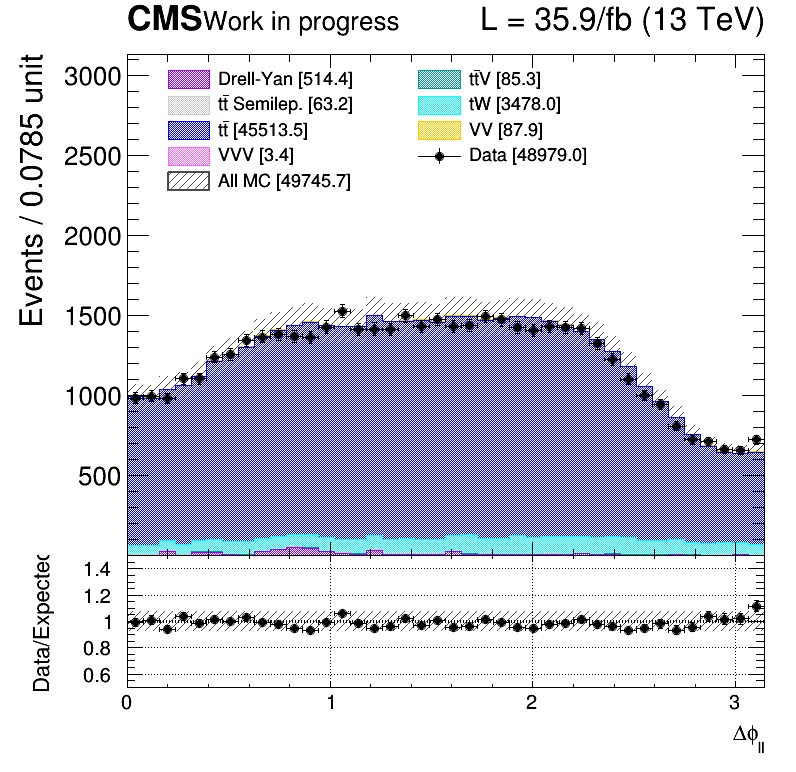 CMS Work in progress L = 35.9/fb (13 TeV)
Events / 0.0785 unit
3000
2500
2000
1500
1000
500
Drell-Yan [514.4]
tt̄ Semilep. [63.2]
tt̄ [45513.5]
VVV [3.4]
All MC [49745.7]
tt̄V [85.3]
tW [3478.0]
VV [87.9]
Data [48979.0]
Data/Expected
1.4
1.2
1
0.8
0.6
0 1 2 3
Δϕll